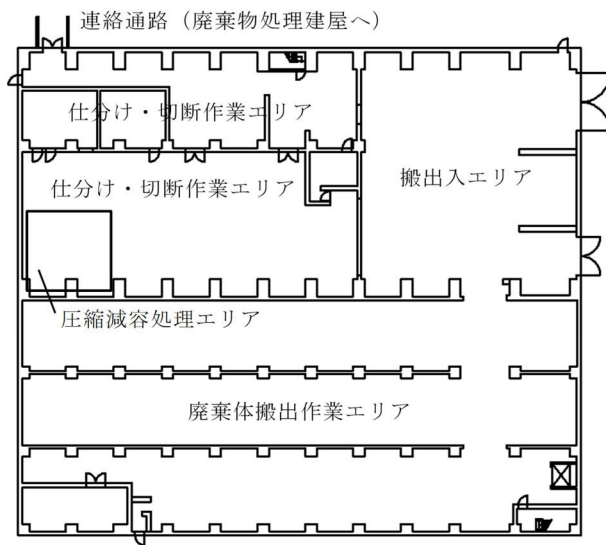 連絡通路（廃棄物処理建屋へ）
仕分け・切断作業エリア
仕分け・切断作業エリア
搬出入エリア
圧縮減容処理エリア
廃棄体搬出作業エリア